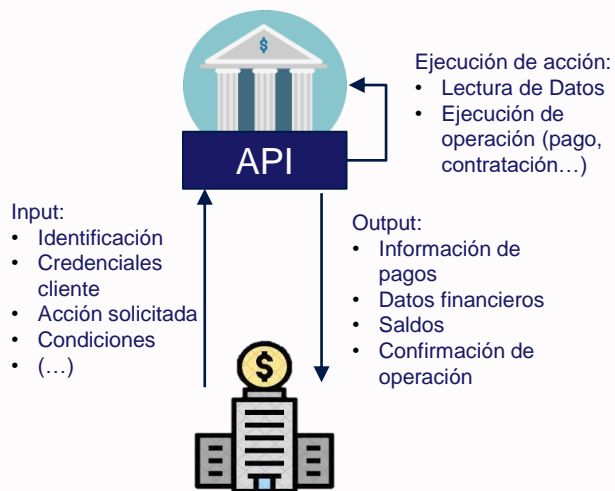 $
API
Ejecución de acción:
• Lectura de Datos
• Ejecución de
operación (pago,
contratación…)
Input:
• Identificación
• Credenciales
cliente
• Acción solicitada
• Condiciones
• (…)
Output:
• Información de
pagos
• Datos financieros
• Saldos
• Confirmación de
operación
$